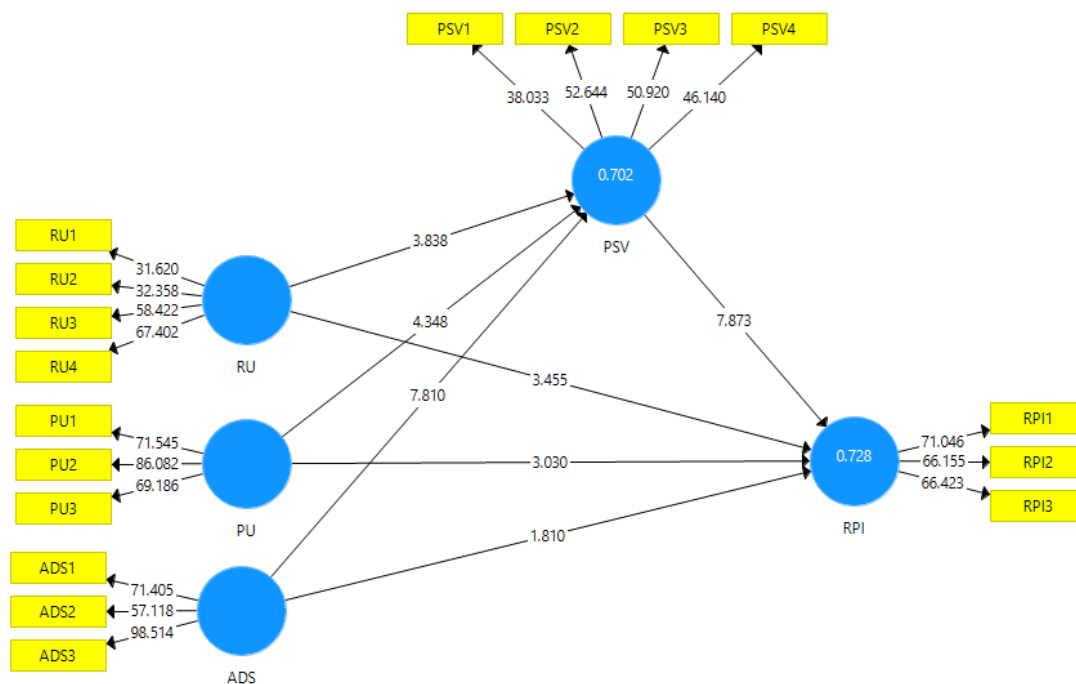 PSV1
PSV2
PSV3
PSV4
38.033
52.644
50.920
46.140
0.702
PSV
RU1
RU2
RU3
RU4
31.620
32.358
58.422
67.402
RU
3.838
4.348
7.810
7.873
3.455
3.030
1.810
PU1
PU2
PU3
71.545
86.082
69.186
PU
ADS1
ADS2
ADS3
71.405
57.118
98.514
ADS
0.728
RPI
71.046
66.155
66.423
RPI1
RPI2
RPI3